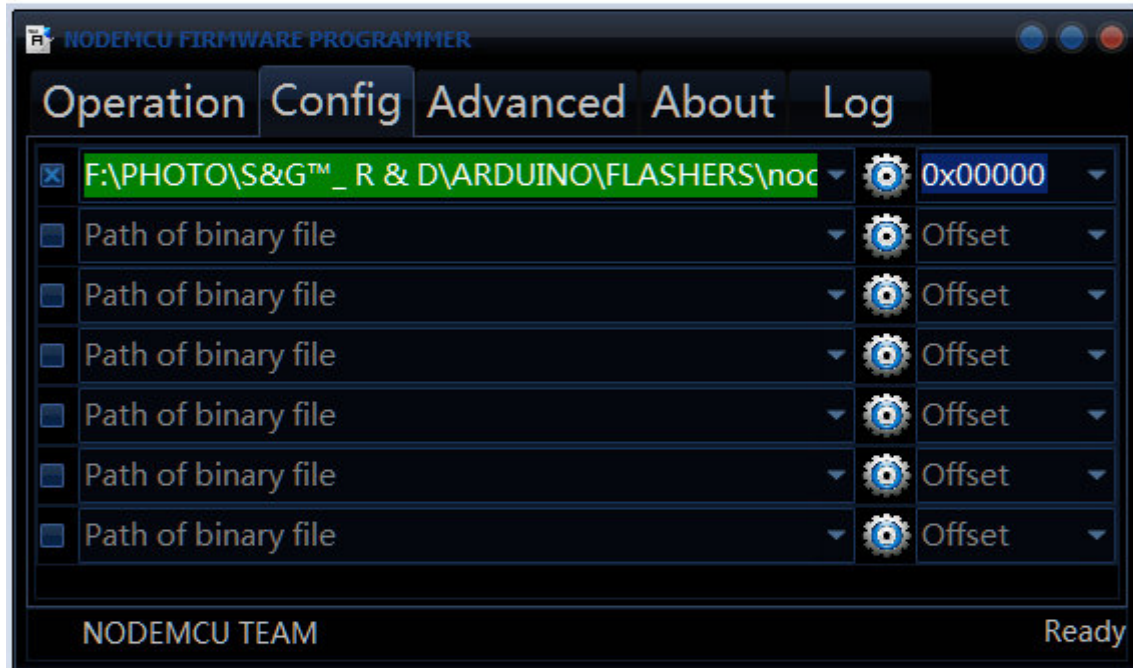 NODEMCU FIRMWARE PROGRAMMER
Operation Config Advanced About Log
F:\PHOTO\S&G™_ R & D\ARDUINO\FLASHERS\noc 0x00000
Path of binary file Offset
Path of binary file Offset
Path of binary file Offset
Path of binary file Offset
Path of binary file Offset
Path of binary file Offset
NODEMCU TEAM Ready